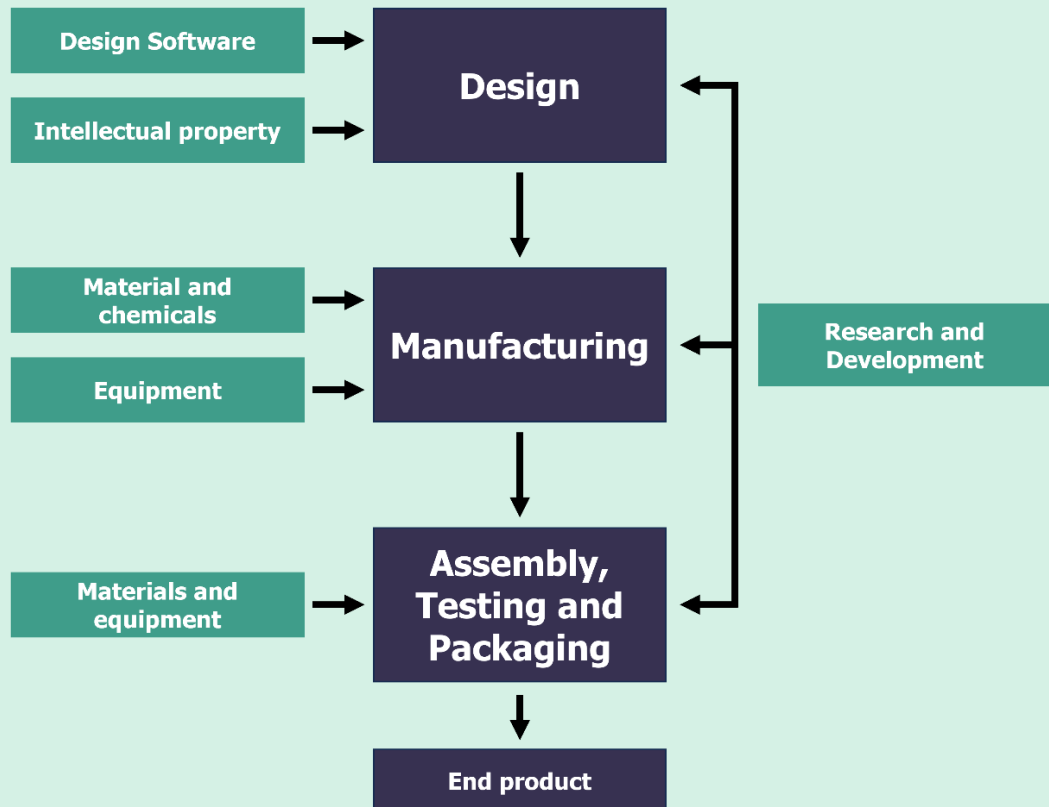 Design Software
Design
Intellectual property
Material and
chemicals
Manufacturing
Equipment
Research and
Development
Assembly,
Testing and
Packaging
Materials and
equipment
End product